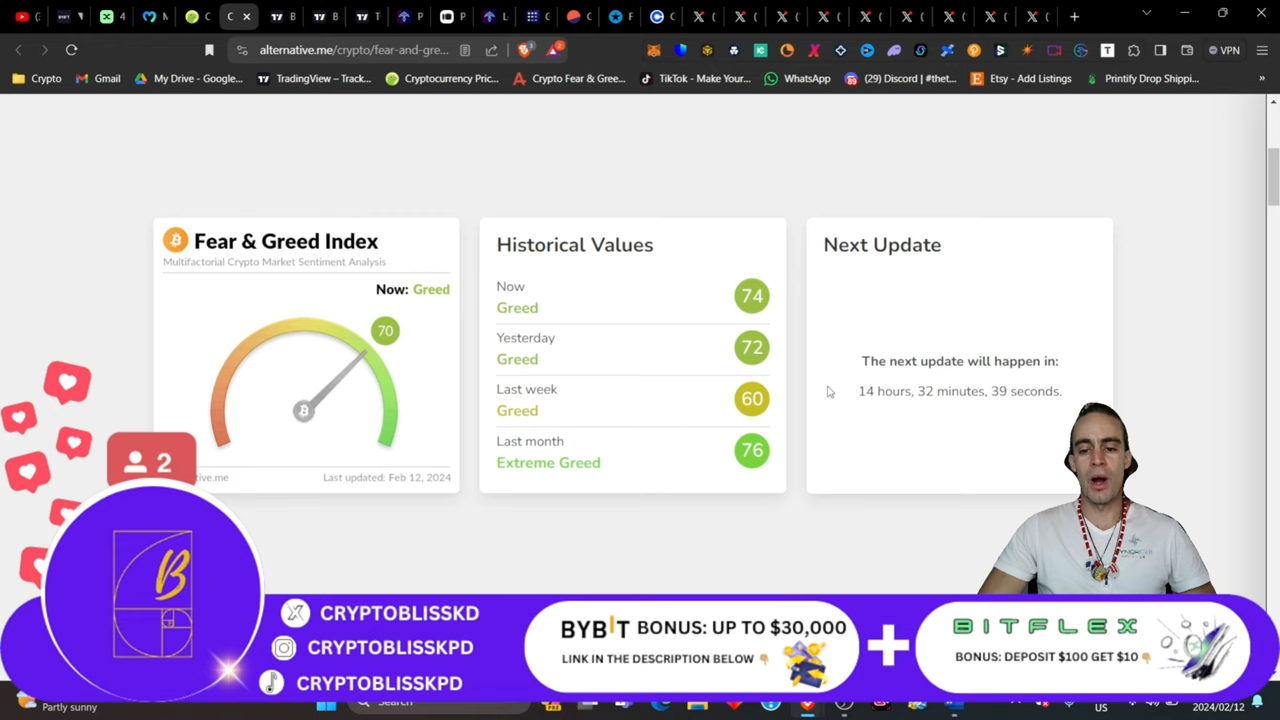 alternative.me/crypto/fear-and-gre...
VPN
Crypto
Gmail
My Drive - Google...
TradingView – Track...
Cryptocurrency Pric...
Crypto Fear & Gree...
TikTok - Make Your...
WhatsApp
(29) Discord | #thet...
Etsy - Add Listings
Printify Drop Shippi...
Fear & Greed Index
Multifactorial Crypto Market Sentiment Analysis
Now: Greed
70
Last updated: Feb 12, 2024
Historical Values
Now
Greed
74
Yesterday
Greed
72
Last week
Greed
60
Last month
Extreme Greed
76
Next Update
The next update will happen in:
14 hours, 32 minutes, 39 seconds.
2
B
CRYPTOBLISSKD
CRYPTOBLISSKPD
CRYPTOBLISSKPD
BYBIT BONUS: UP TO $30,000
LINK IN THE DESCRIPTION BELOW
BITFLEX
BONUS: DEPOSIT $100 GET $10
Partly sunny
Search
US
2024/02/12